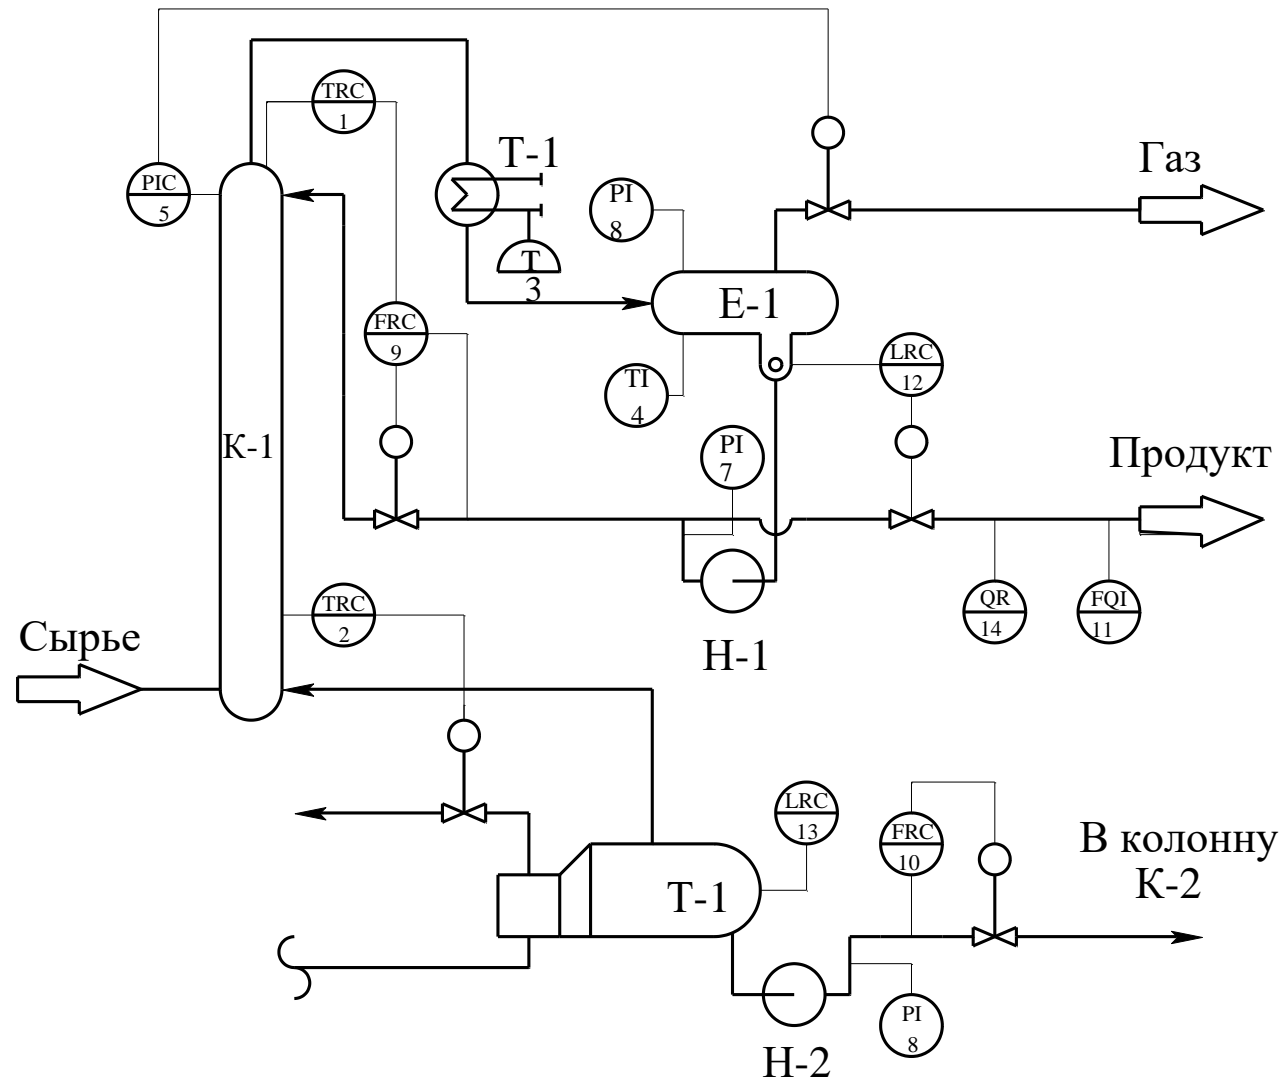 TRC
1
Т-1
Газ
PIC
5
PI
8
Т
3
Е-1
FRC
9
LRC
12
TI
4
К-1
PI
7
Продукт
TRC
2
QR
14
FQI
11
Сырье
Н-1
LRC
13
FRC
10
В колонну
К-2
Т-1
PI
8
Н-2